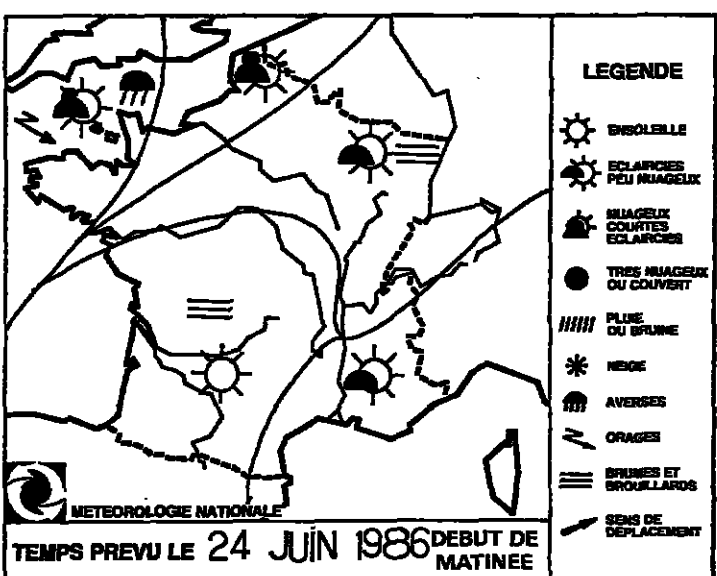 LEGENDE
ENSOLEILLE
ECLAIRCIES
PEU NUAGEUX
NUAGEUX
COURTES
ECLAIRCIES
TRES NUAGEUX
OU COUVERT
PLUIE
OU BRUINE
NEIGE
AVERSES
ORAGES
BRUMES ET
BROUILLARDS
SENS DE
DEPLACEMENT
METEOROLOGIE NATIONALE
TEMPS PREVU LE 24 JUIN 1986 DEBUT DE
MATINEE